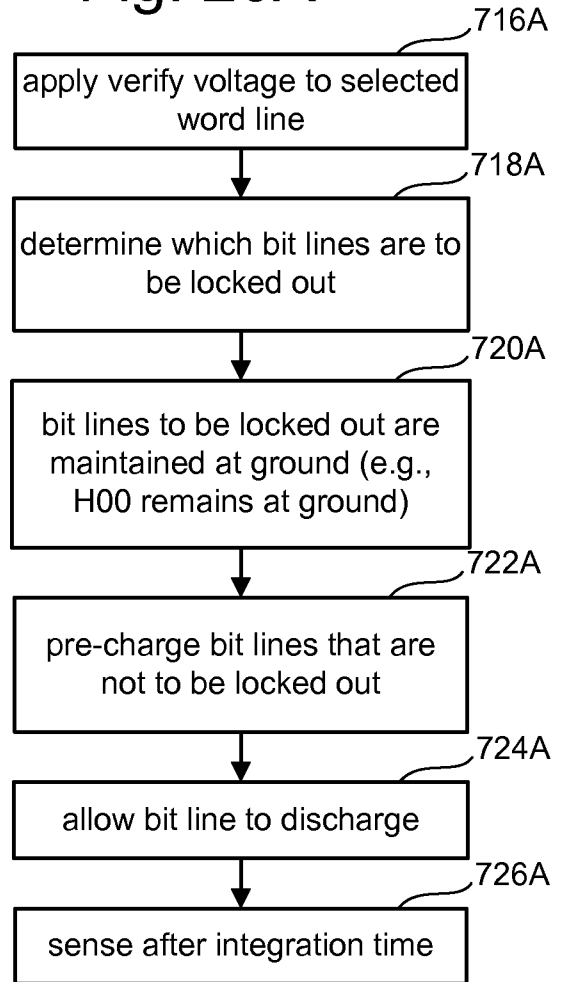 716A
apply verify voltage to selected
word line
718A
determine which bit lines are to
be locked out
720A
bit lines to be locked out are
maintained at ground (e.g.,
H00 remains at ground)
722A
pre-charge bit lines that are
not to be locked out
724A
allow bit line to discharge
726A
sense after integration time